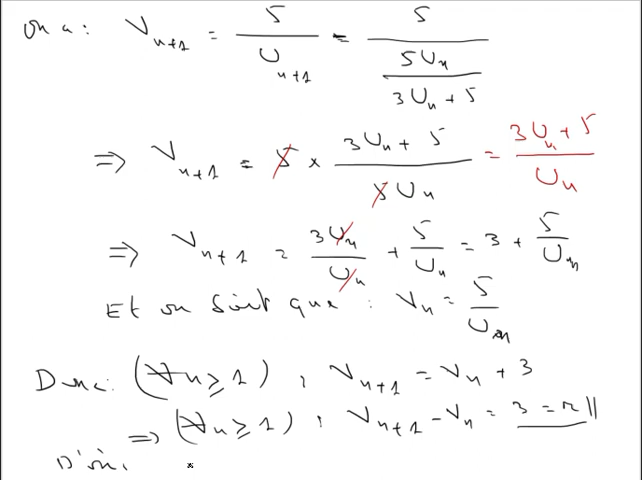 on a : V_{n+1} = 5/U_{n+1} = 5/(5U_n/(3U_n + 5))
=> V_{n+1} = 5 × (3U_n + 5)/(5U_n) = (3U_n + 5)/U_n
=> V_{n+1} = 3U_n/U_n + 5/U_n = 3 + 5/U_n
Et on sait que : V_n = 5/U_n
Donc : (∀n ≥ 1) , V_{n+1} = V_n + 3
=> (∀n ≥ 1) , V_{n+1} - V_n = 3 = r //
D'où,